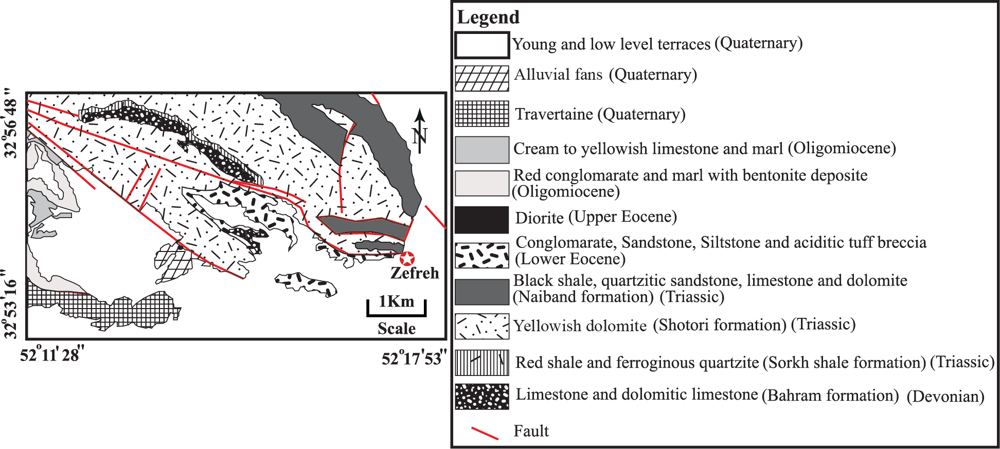 Legend
Young and low level terraces (Quaternary)
Alluvial fans (Quaternary)
Travertaine (Quaternary)
Cream to yellowish limestone and marl (Oligomiocene)
Red conglomarate and marl with bentonite deposite
(Oligomiocene)
Diorite (Upper Eocene)
Conglomarate, Sandstone, Siltstone and aciditic tuff breccia
(Lower Eocene)
Black shale, quartzitic sandstone, limestone and dolomite
(Naiband formation) (Triassic)
Yellowish dolomite (Shotori formation) (Triassic)
Red shale and ferroginous quartzite (Sorkh shale formation) (Triassic)
Limestone and dolomitic limestone (Bahram formation) (Devonian)
Fault
32°56'48"
32°53'16"
N
Zefreh
1Km
Scale
52°11'28"
52°17'53"